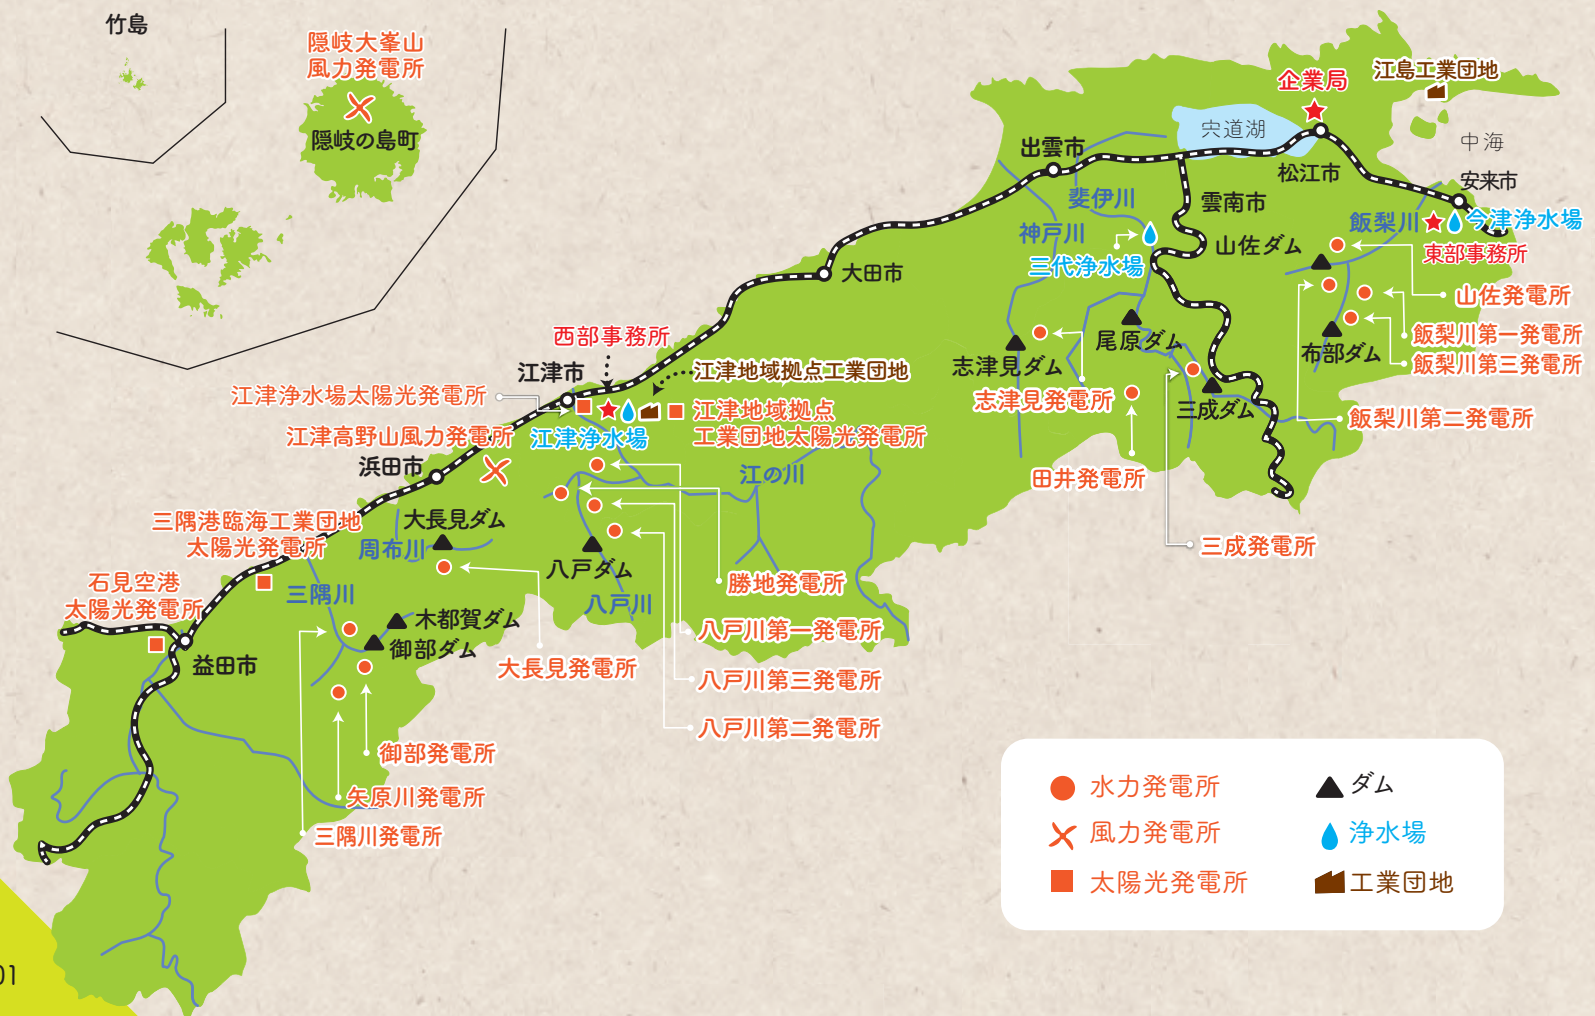 竹島
隠岐大峯山
風力発電所
隠岐の島町
企業局
江島工業団地
宍道湖
中海
出雲市
松江市
安来市
斐伊川
雲南市
飯梨川
今津浄水場
神戸川
山佐ダム
東部事務所
三代浄水場
大田市
山佐発電所
尾原ダム
飯梨川第一発電所
西部事務所
布部ダム
志津見ダム
飯梨川第三発電所
江津市
江津地域拠点工業団地
江津浄水場太陽光発電所
志津見発電所
三成ダム
江津地域拠点
工業団地太陽光発電所
飯梨川第二発電所
江津高野山風力発電所
江津浄水場
浜田市
江の川
田井発電所
三隅港臨海工業団地
太陽光発電所
大長見ダム
周布川
三成発電所
八戸ダム
石見空港
太陽光発電所
三隅川
勝地発電所
八戸川
木都賀ダム
御部ダム
八戸川第一発電所
益田市
大長見発電所
八戸川第三発電所
八戸川第二発電所
御部発電所
矢原川発電所
三隅川発電所
水力発電所
ダム
風力発電所
浄水場
太陽光発電所
工業団地
01